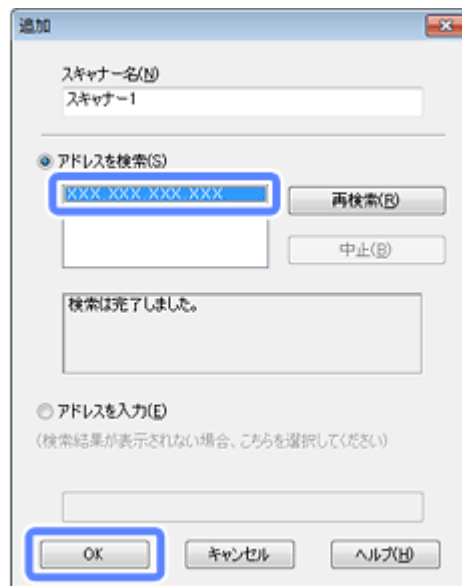 追加
スキャナー名(N)
スキャナー1
アドレスを検索(S)
XXX.XXX.XXX.XXX
再検索(R)
中止(B)
検索は完了しました。
アドレスを入力(E)
(検索結果が表示されない場合、こちらを選択してください)
OK
キャンセル
ヘルプ(H)